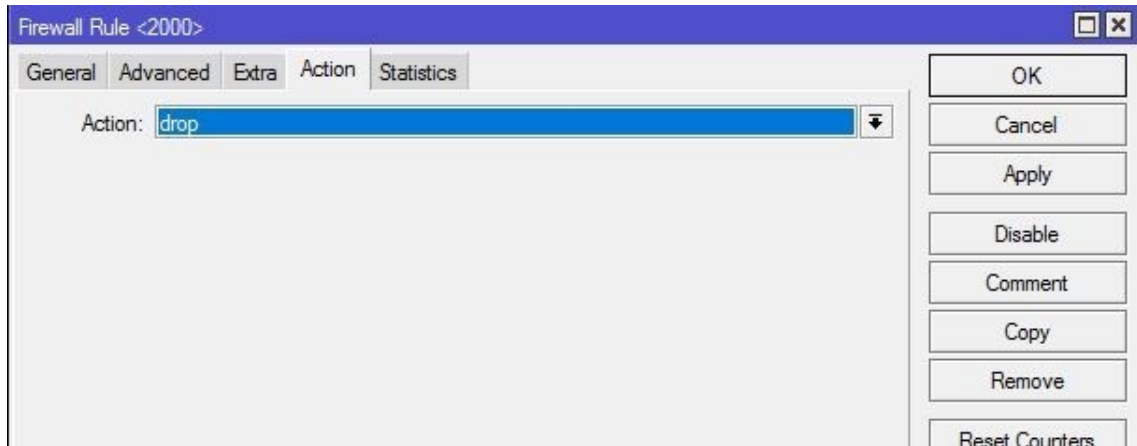 Firewall Rule <2000>
General Advanced Extra Action Statistics
Action: drop
OK
Cancel
Apply
Disable
Comment
Copy
Remove
Reset Counters